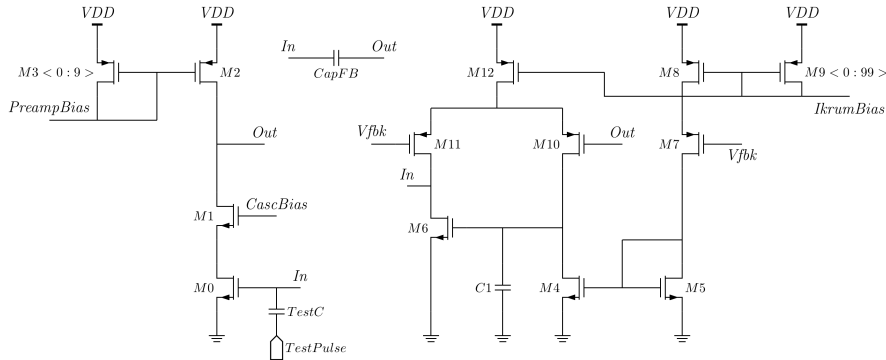 VDD
VDD
VDD
VDD
VDD
In
Out
CapFB
M3 < 0 : 9 >
M2
M12
M8
M9 < 0 : 99 >
PreampBias
IkrumBias
Out
Vfbk
M11
M10
Out
M7
Vfbk
In
M1
CascBias
M6
M0
In
C1
M4
M5
TestC
TestPulse